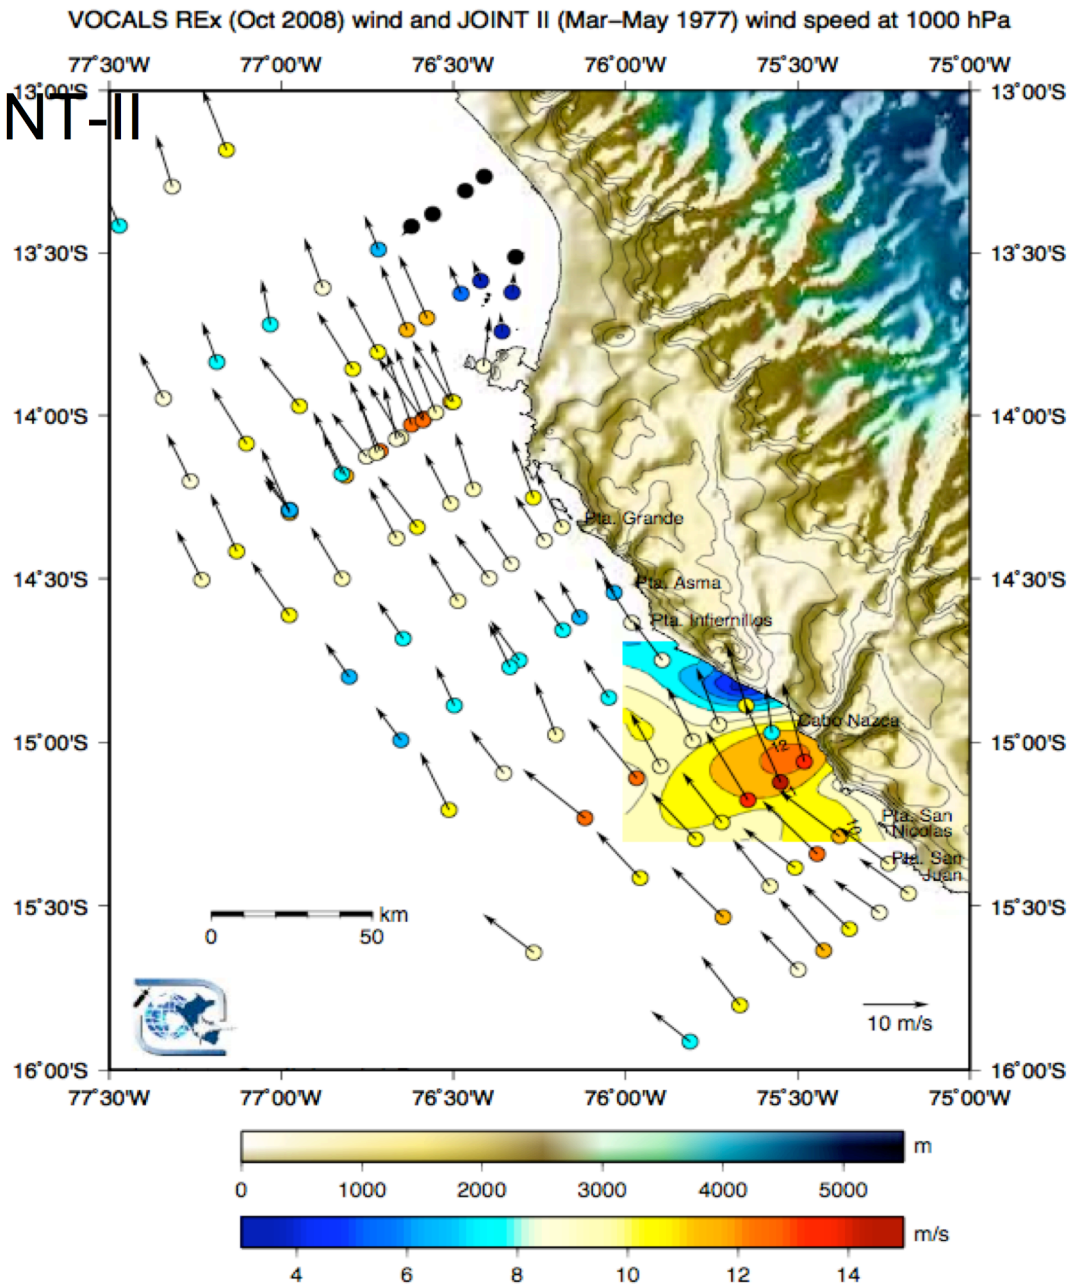 VOCALS REx (Oct 2008) wind and JOINT II (Mar–May 1977) wind speed at 1000 hPa
77˚30'W 77˚00'W 76˚30'W 76˚00'W 75˚30'W 75˚00'W
13˚00'S 13˚00'S
NT-II
13˚30'S 13˚30'S
14˚00'S 14˚00'S
Pta. Grande
14˚30'S 14˚30'S
Pta. Asma
Pta. Infiernillos
Cabo Nazca
15˚00'S 15˚00'S
12
10
Pta. San
Nicolas
Pta. San
Juan
15˚30'S 15˚30'S
km
0 50
10 m/s
16˚00'S 16˚00'S
77˚30'W 77˚00'W 76˚30'W 76˚00'W 75˚30'W 75˚00'W
m
0 1000 2000 3000 4000 5000
m/s
4 6 8 10 12 14